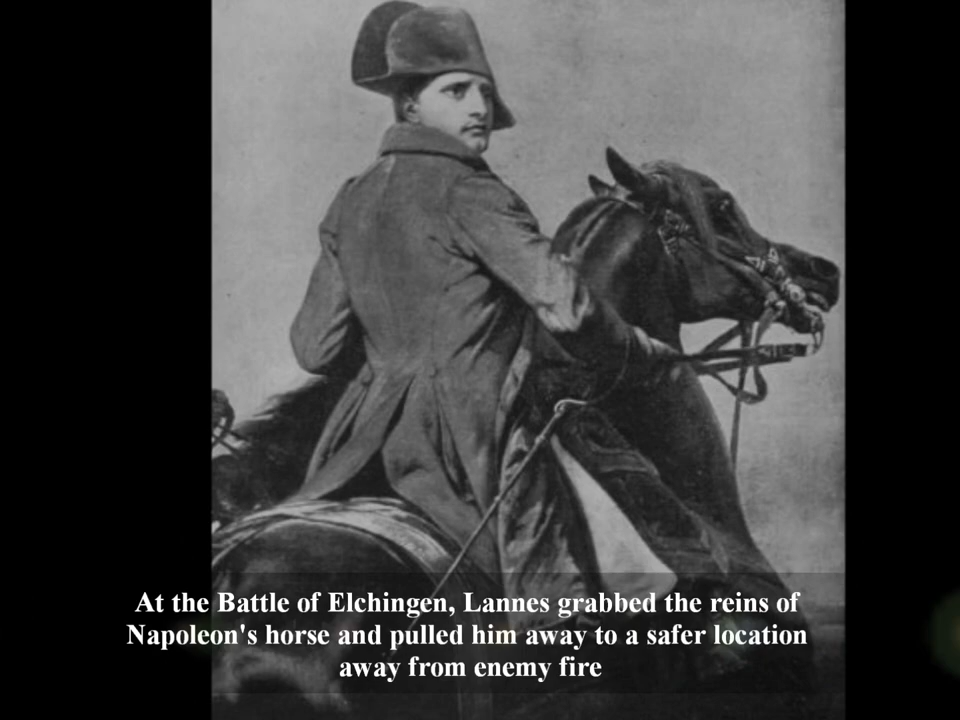 At the Battle of Elchingen, Lannes grabbed the reins of
Napoleon's horse and pulled him away to a safer location
away from enemy fire